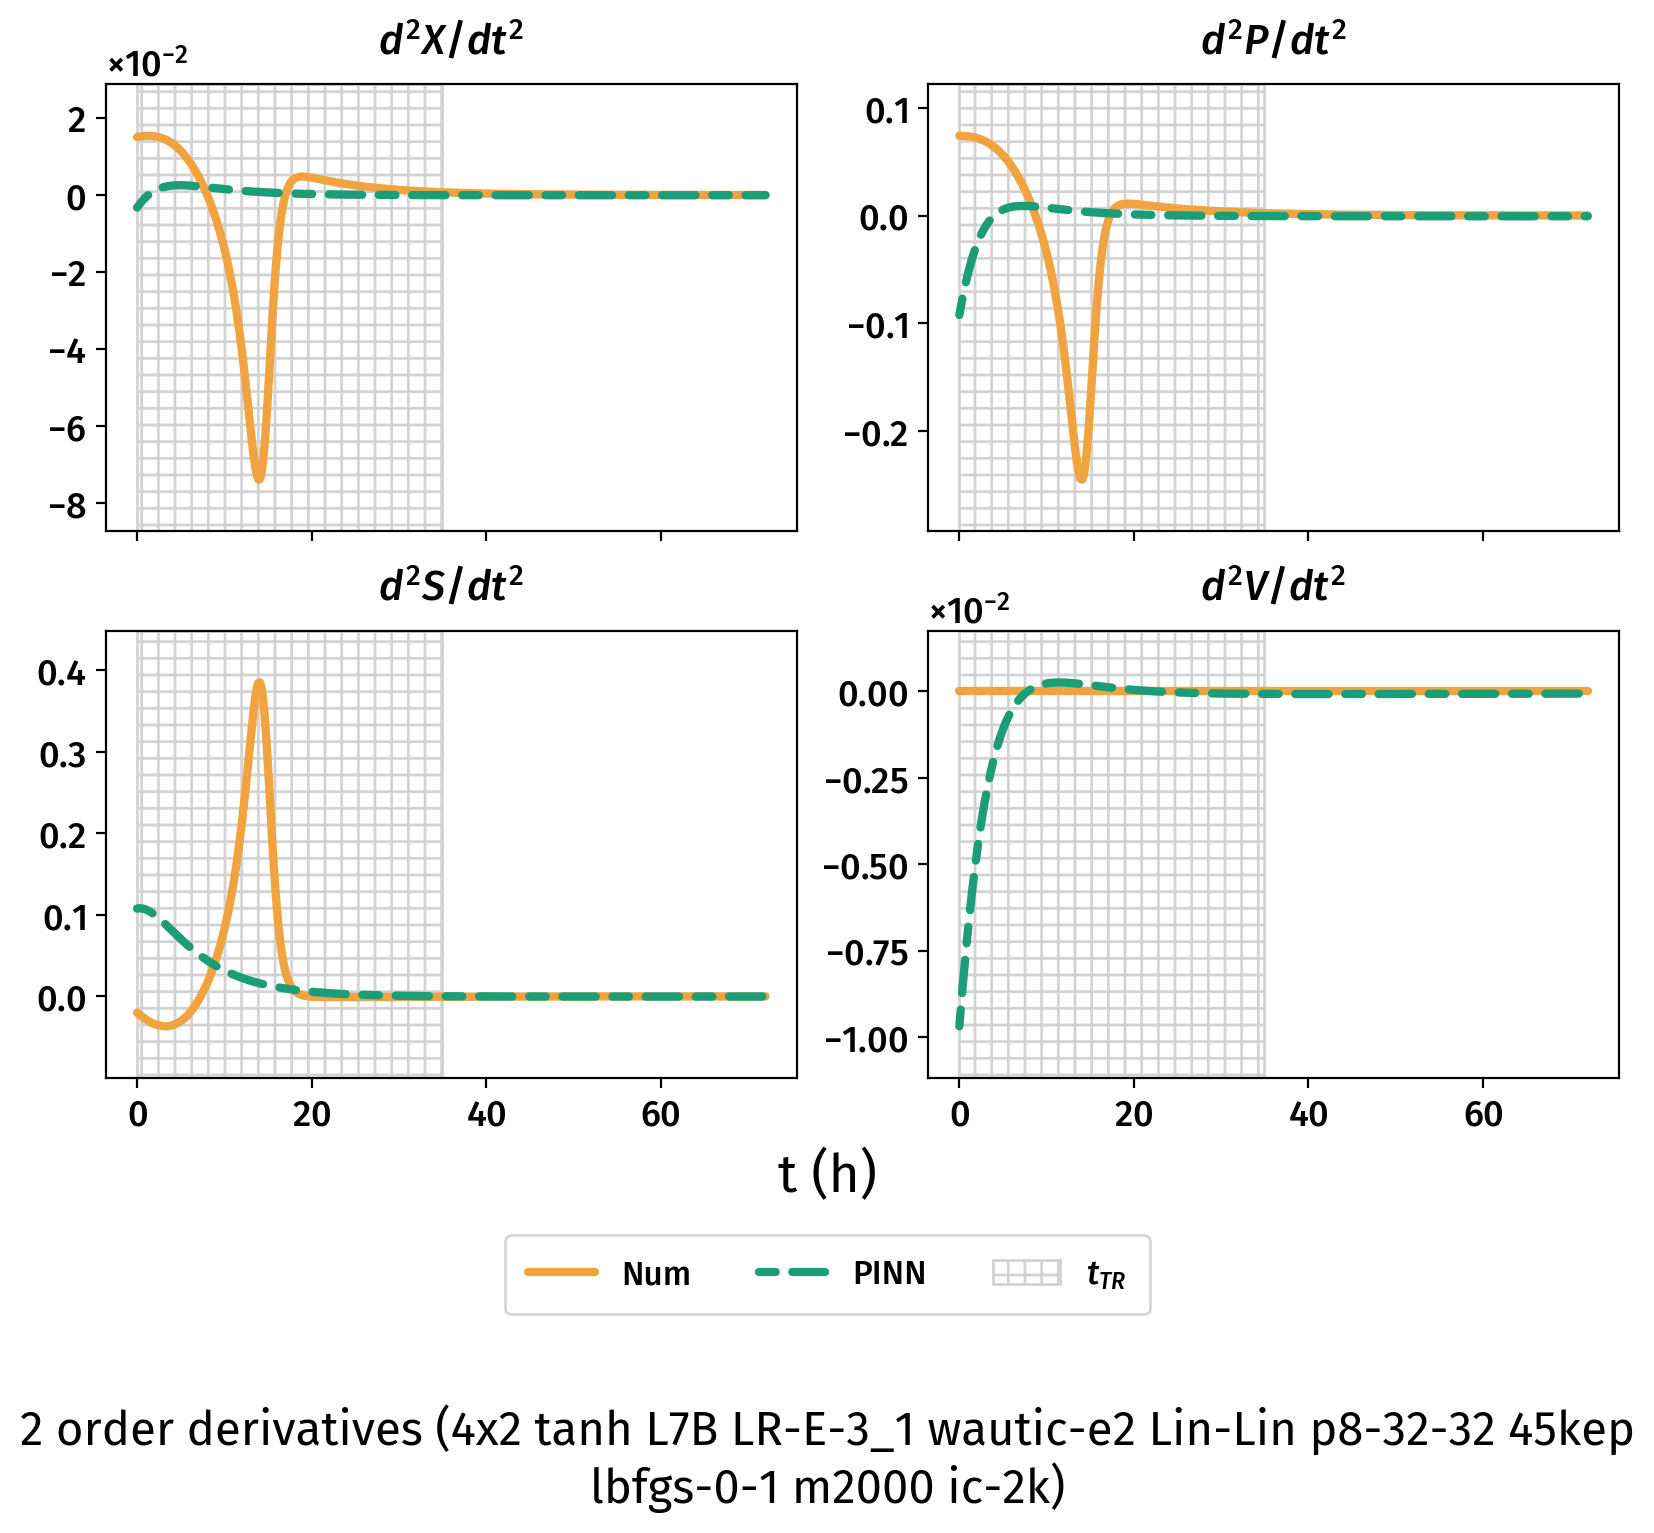 d²X/dt²
×10⁻²
2
0
−2
−4
−6
−8
d²P/dt²
0.1
0.0
−0.1
−0.2
d²S/dt²
0.4
0.3
0.2
0.1
0.0
0 20 40 60
d²V/dt²
×10⁻²
0.00
−0.25
−0.50
−0.75
−1.00
0 20 40 60
t (h)
Num PINN t_TR
2 order derivatives (4x2 tanh L7B LR-E-3_1 wautic-e2 Lin-Lin p8-32-32 45kep
lbfgs-0-1 m2000 ic-2k)